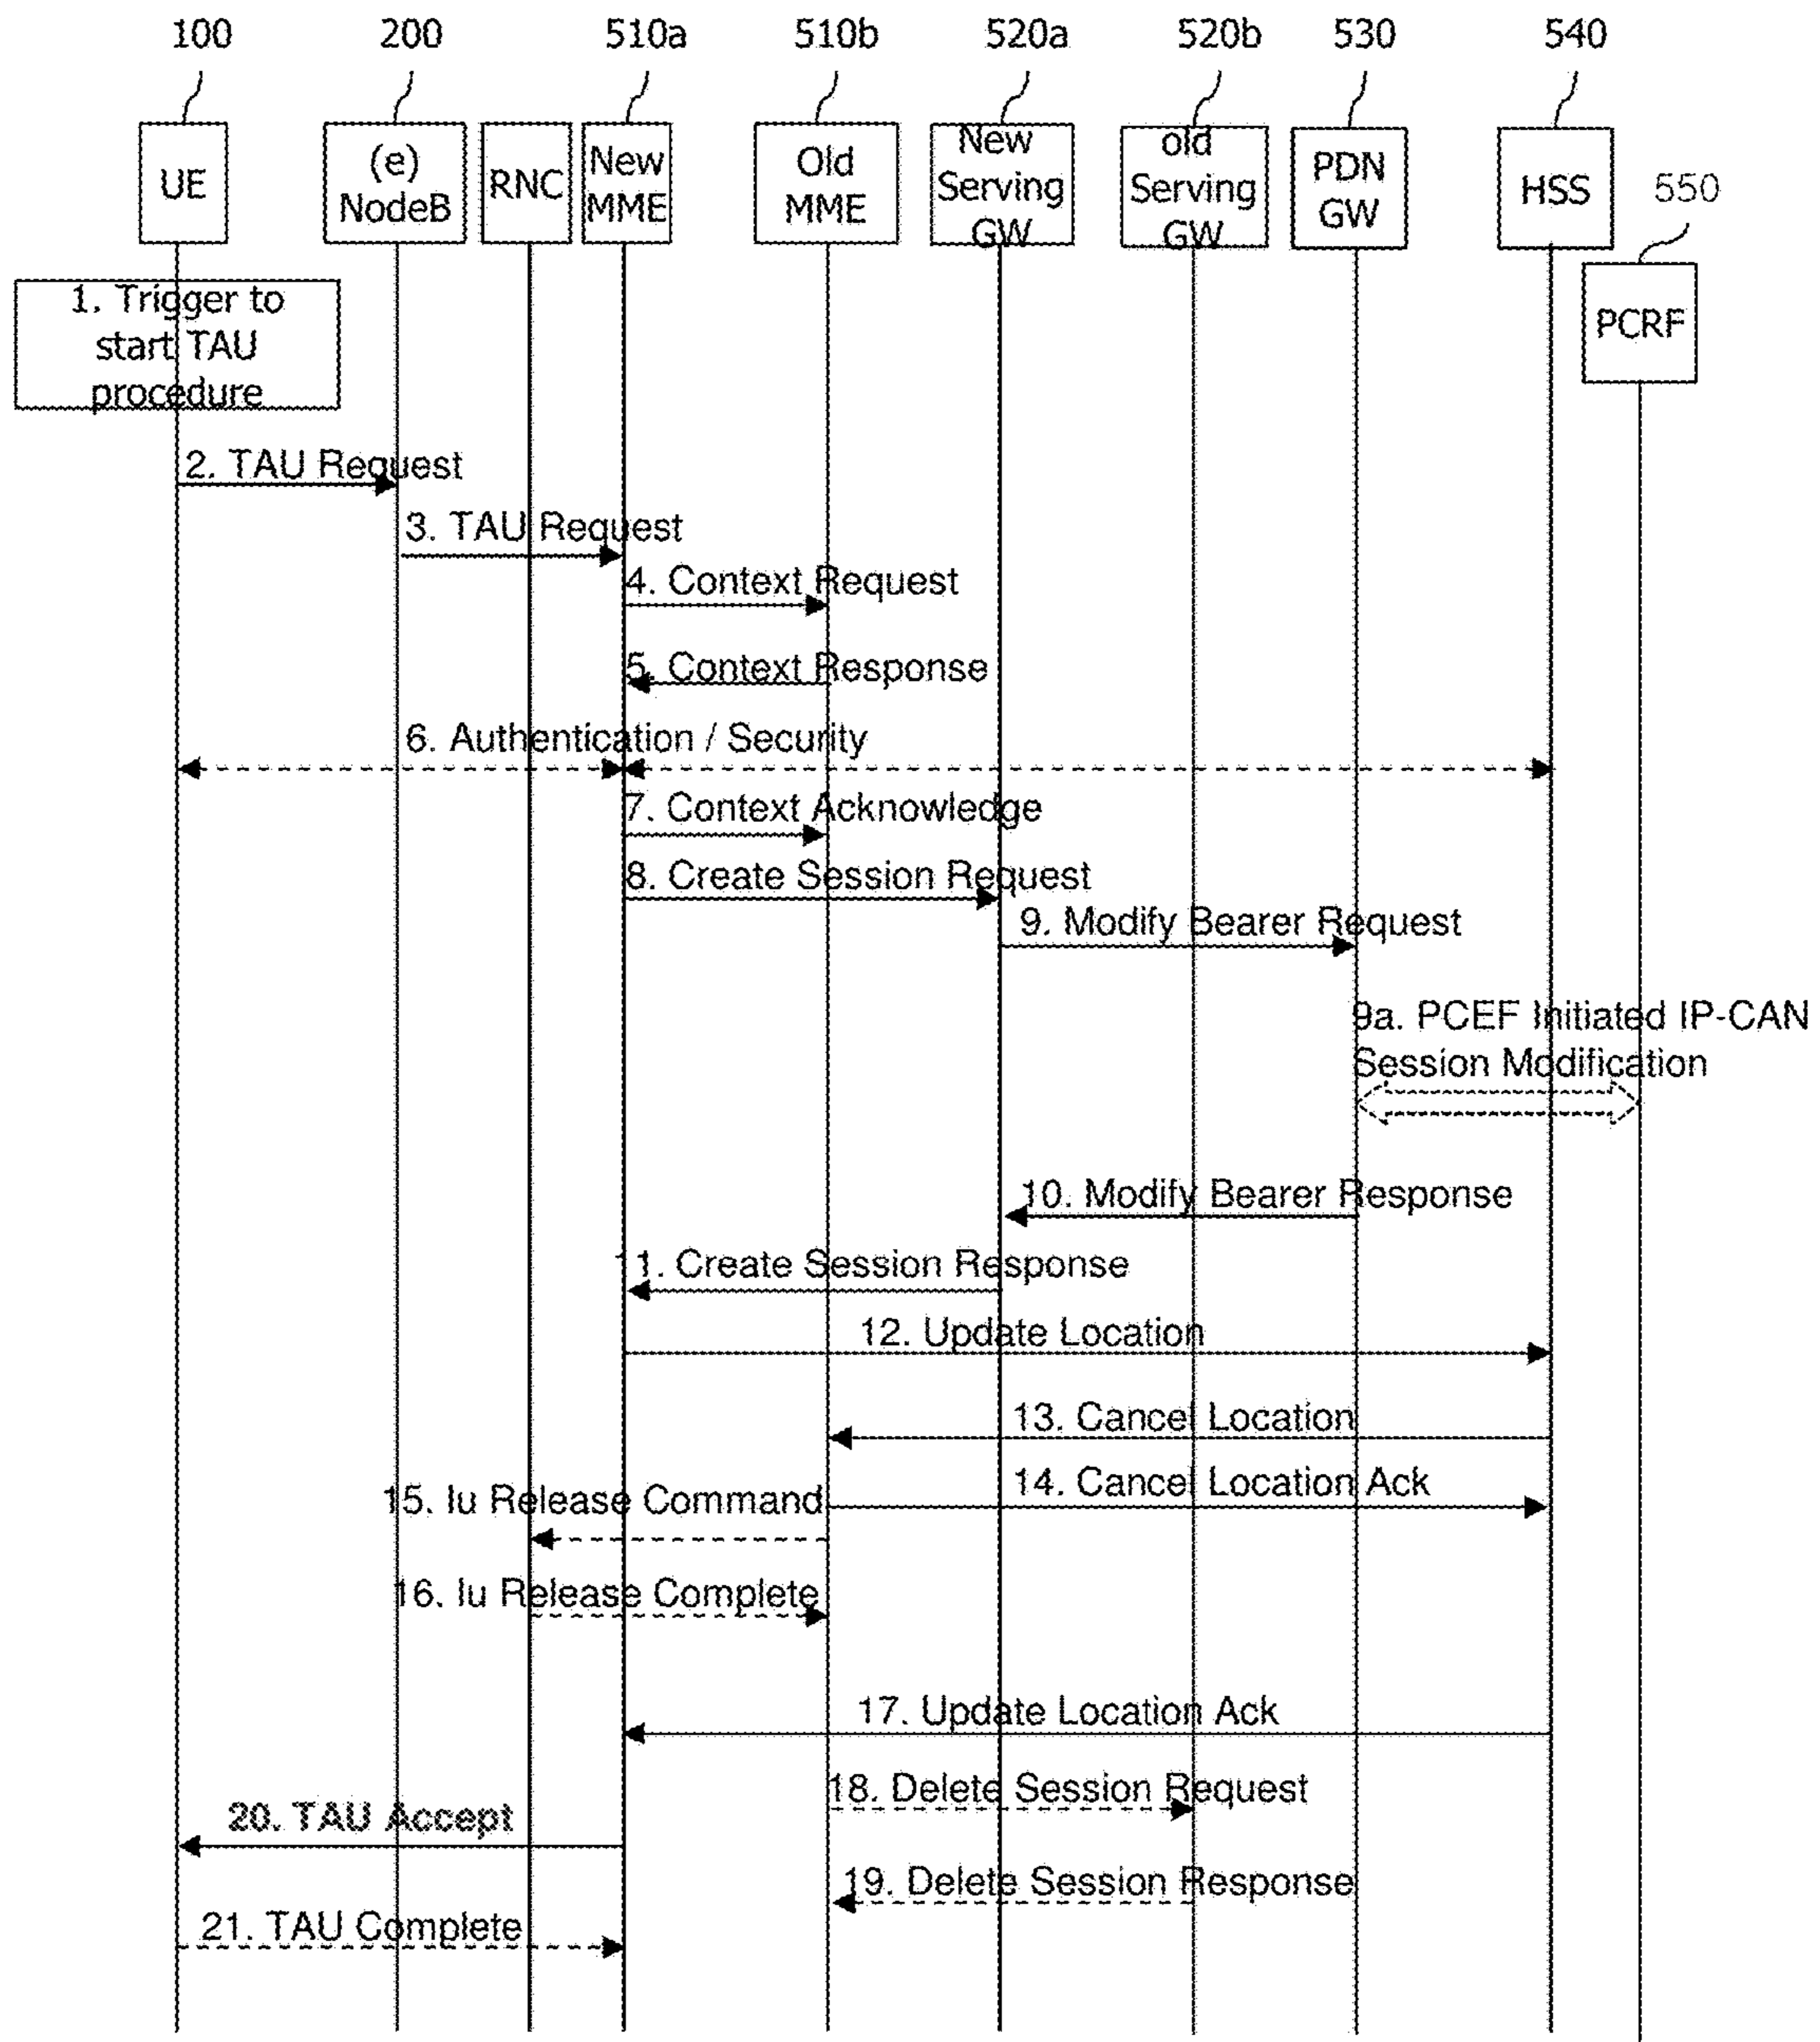 100 200 510a 510b 520a 520b 530 540
UE
(e)
NodeB
RNC
New
MME
Old
MME
New
Serving
GW
old
Serving
GW
PDN
GW
HSS
550
PCRF
1. Trigger to
start TAU
procedure
2. TAU Request
3. TAU Request
4. Context Request
5. Context Response
6. Authentication / Security
7. Context Acknowledge
8. Create Session Request
9. Modify Bearer Request
9a. PCEF Initiated IP-CAN
Session Modification
10. Modify Bearer Response
11. Create Session Response
12. Update Location
13. Cancel Location
14. Cancel Location Ack
15. Iu Release Command
16. Iu Release Complete
17. Update Location Ack
18. Delete Session Request
20. TAU Accept
19. Delete Session Response
21. TAU Complete